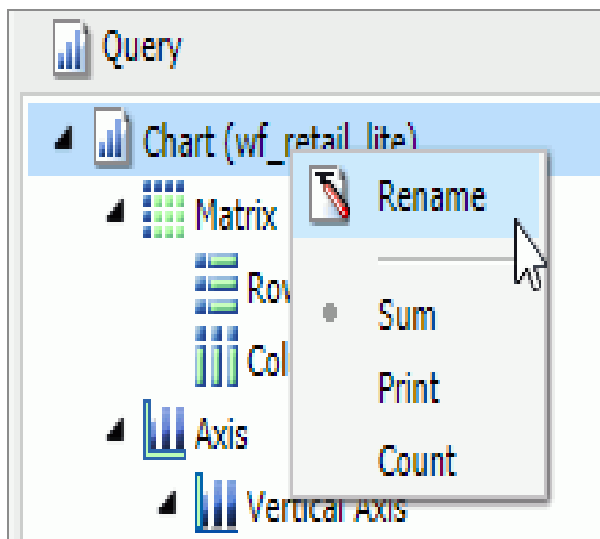 Query
Chart (wf_retail_lite)
Rename
Matrix
Sum
Print
Axis
Count
Vertical Axis